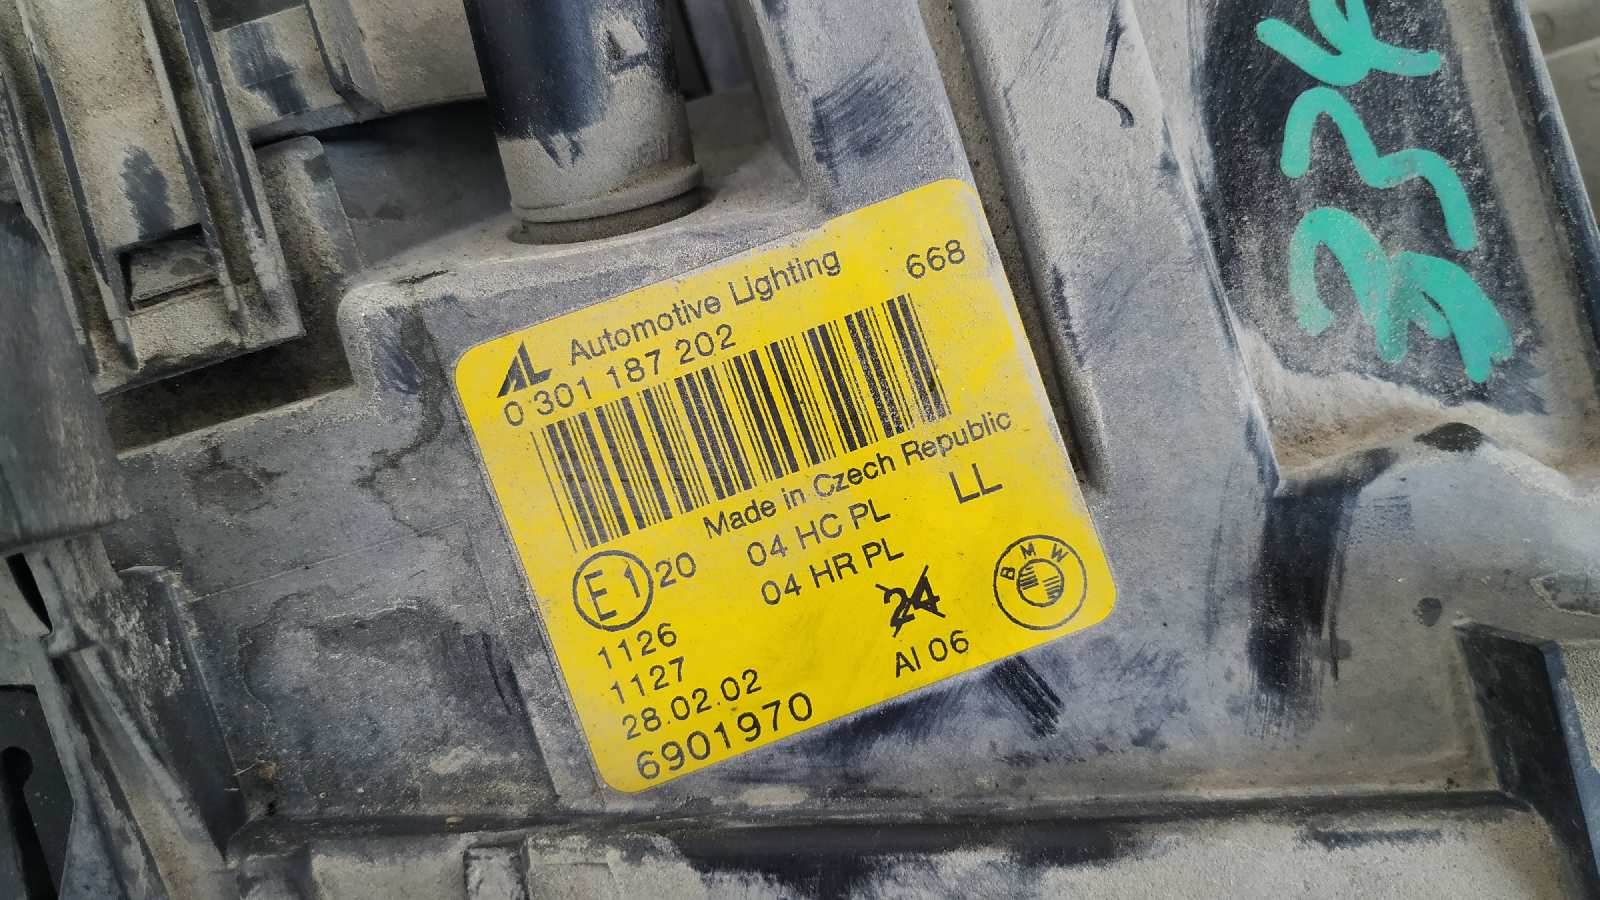 AL Automotive Lighting 668
0 301 187 202
Made in Czech Republic
04 HC PL LL
04 HR PL
E1 20
24
BMW
1126
1127
28.02.02
AI 06
6901970